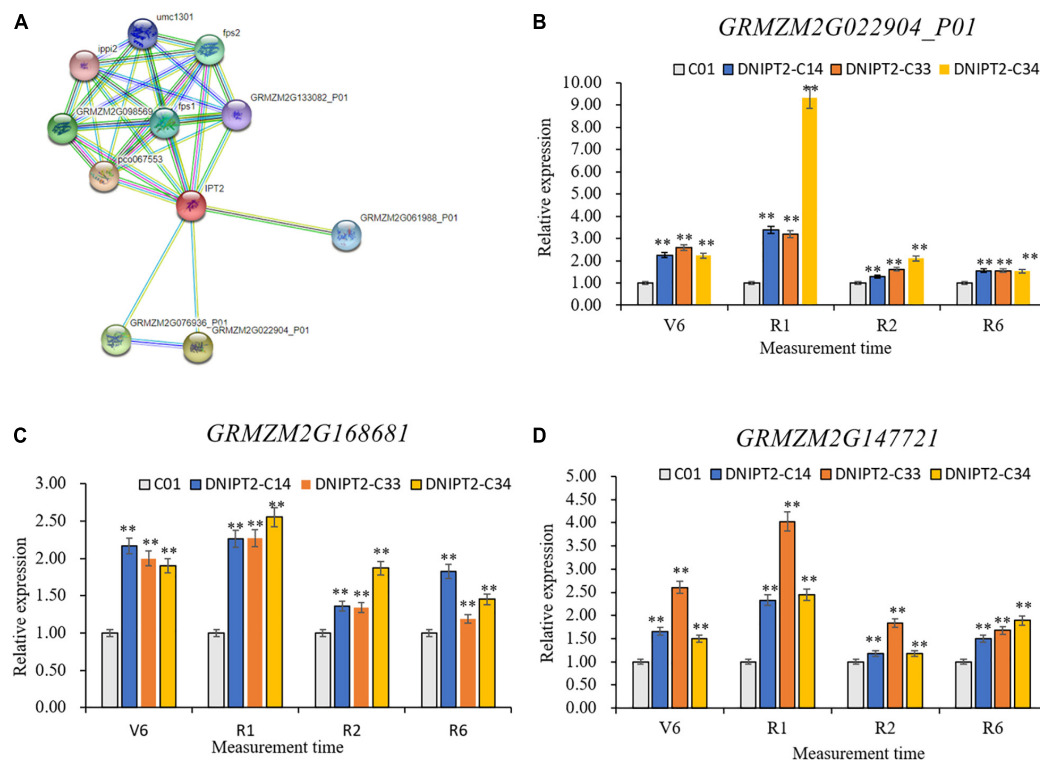 A
umc1301
fps2
ippi2
GRMZM2G133082_P01
fps1
GRMZM2G098569
pco067553
IPT2
GRMZM2G061988_P01
GRMZM2G076936_P01
GRMZM2G022904_P01
B
GRMZM2G022904_P01
C01 DNIPT2-C14 DNIPT2-C33 DNIPT2-C34
Relative expression
10.00
9.00
8.00
7.00
6.00
5.00
4.00
3.00
2.00
1.00
0.00
**
** **
** ** **
** ** **
** ** **
V6 R1 R2 R6
Measurement time
C
GRMZM2G168681
C01 DNIPT2-C14 DNIPT2-C33 DNIPT2-C34
Relative expression
3.00
2.50
2.00
1.50
1.00
0.50
0.00
** ** **
** ** **
** ** **
** ** **
V6 R1 R2 R6
Measurement time
D
GRMZM2G147721
C01 DNIPT2-C14 DNIPT2-C33 DNIPT2-C34
Relative expression
5.00
4.50
4.00
3.50
3.00
2.50
2.00
1.50
1.00
0.50
0.00
** ** **
** ** **
** ** **
** ** **
V6 R1 R2 R6
Measurement time